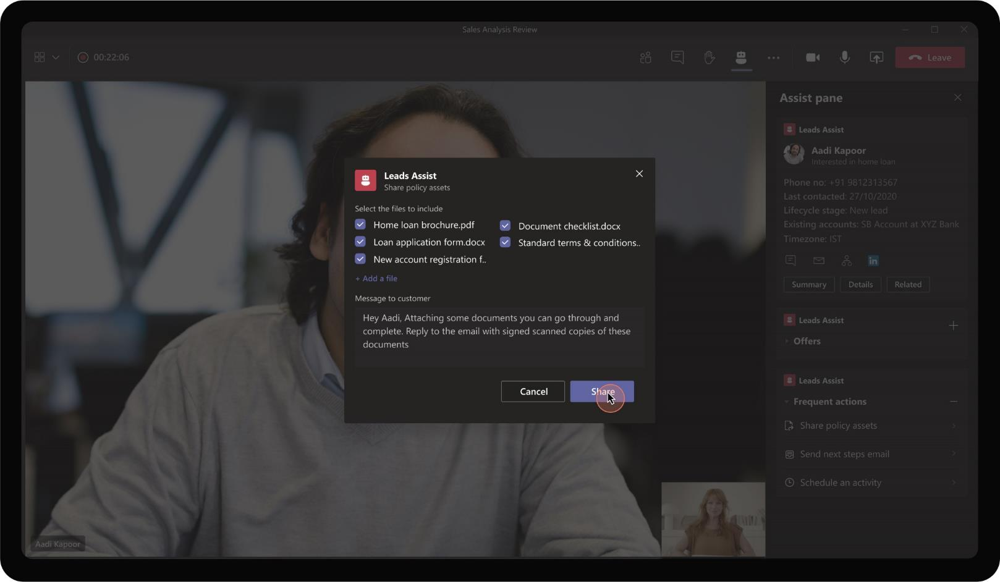 Sales Analysis Review
00:22:06
Leave
Assist pane
Leads Assist
Aadi Kapoor
Interested in home loan
Phone no: +91 9812313567
Last contacted: 27/10/2020
Lifecycle stage: New lead
Existing accounts: SB Account at XYZ Bank
Timezone: IST
in
Summary
Details
Related
Leads Assist
Offers
Leads Assist
Frequent actions
Share policy assets
Send next steps email
Schedule an activity
Leads Assist
Share policy assets
Select the files to include
Home loan brochure.pdf
Document checklist.docx
Loan application form.docx
Standard terms & conditions..
New account registration f..
+ Add a file
Message to customer
Hey Aadi, Attaching some documents you can go through and
complete. Reply to the email with signed scanned copies of these
documents
Cancel
Share
Aadi Kapoor